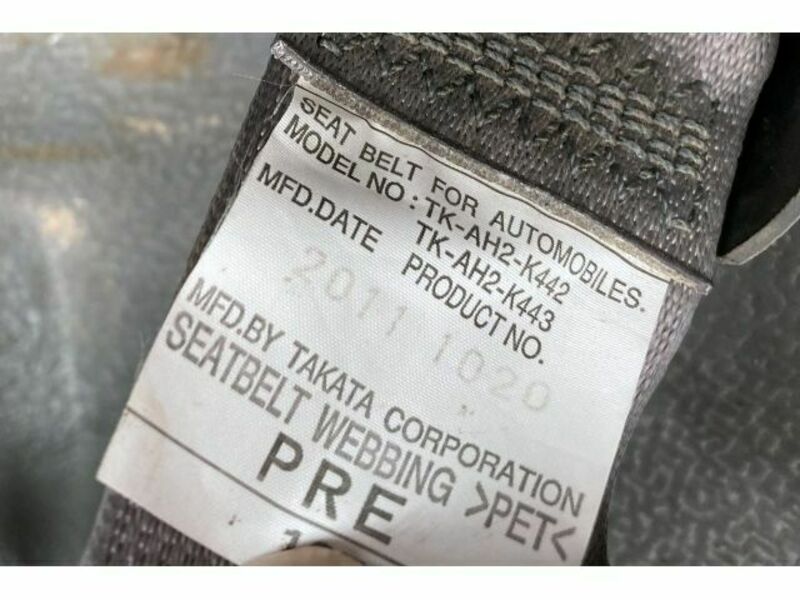 SEAT BELT FOR AUTOMOBILES.
MODEL NO : TK-AH2-K442
TK-AH2-K443
MFD.DATE PRODUCT NO.
2011 1020
MFD.BY TAKATA CORPORATION
SEATBELT WEBBING >PET<
PRE